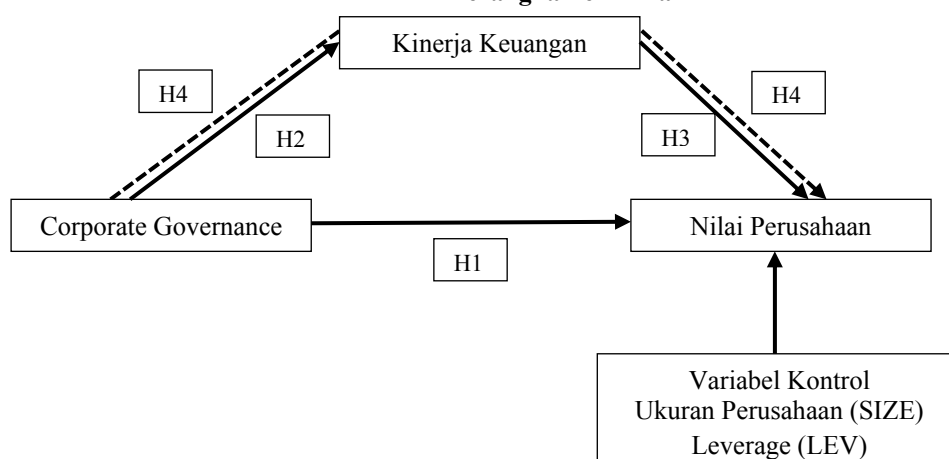 Kinerja Keuangan
H4
H4
H2
H3
Corporate Governance
Nilai Perusahaan
H1
Variabel Kontrol
Ukuran Perusahaan (SIZE)
Leverage (LEV)